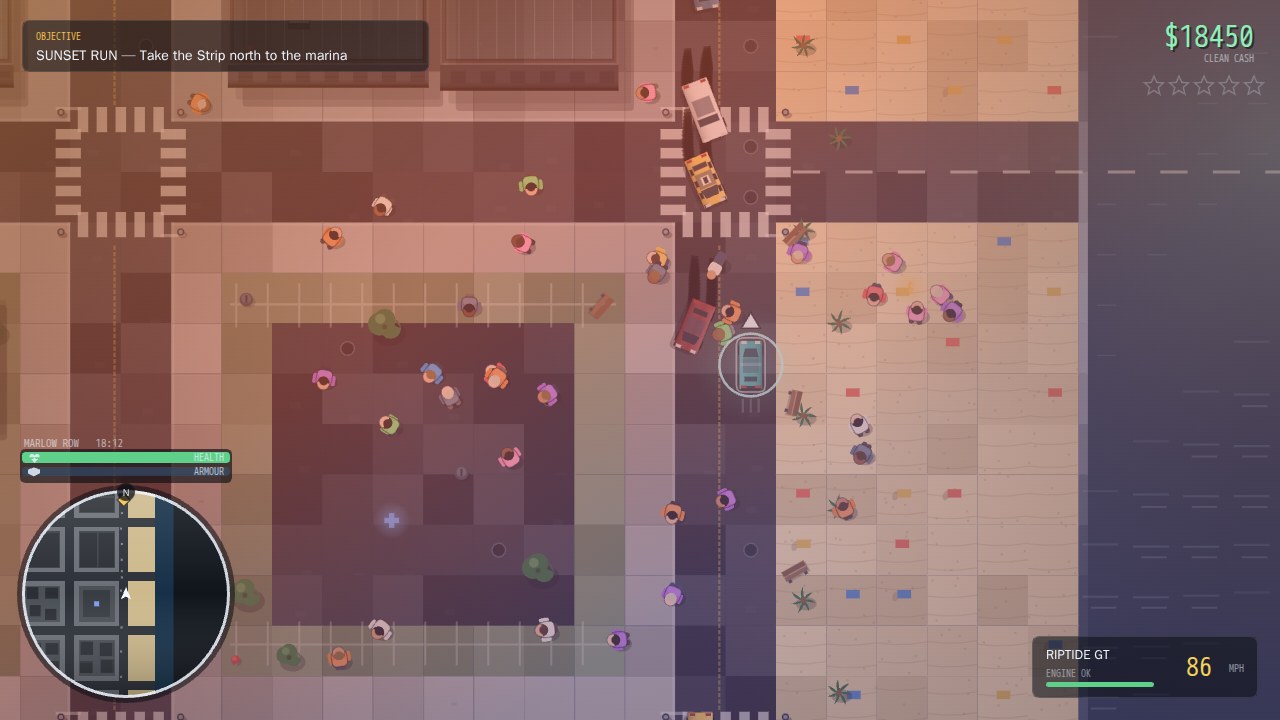 OBJECTIVE
SUNSET RUN — Take the Strip north to the marina
$18450
CLEAN CASH
MARLOW ROW 18:12
HEALTH
ARMOUR
N
RIPTIDE GT
ENGINE OK
86 MPH